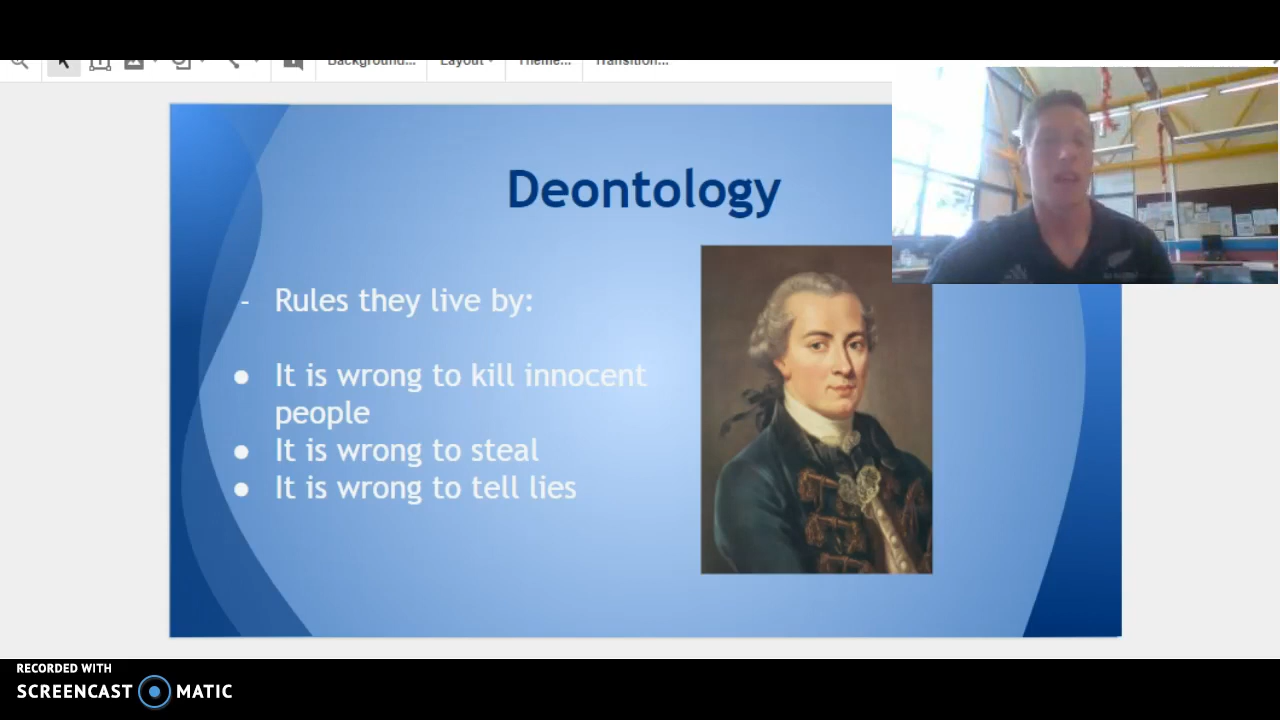 Background...
Layout
Theme...
Transition...
Deontology
- Rules they live by:
● It is wrong to kill innocent
people
● It is wrong to steal
● It is wrong to tell lies
RECORDED WITH
SCREENCAST MATIC